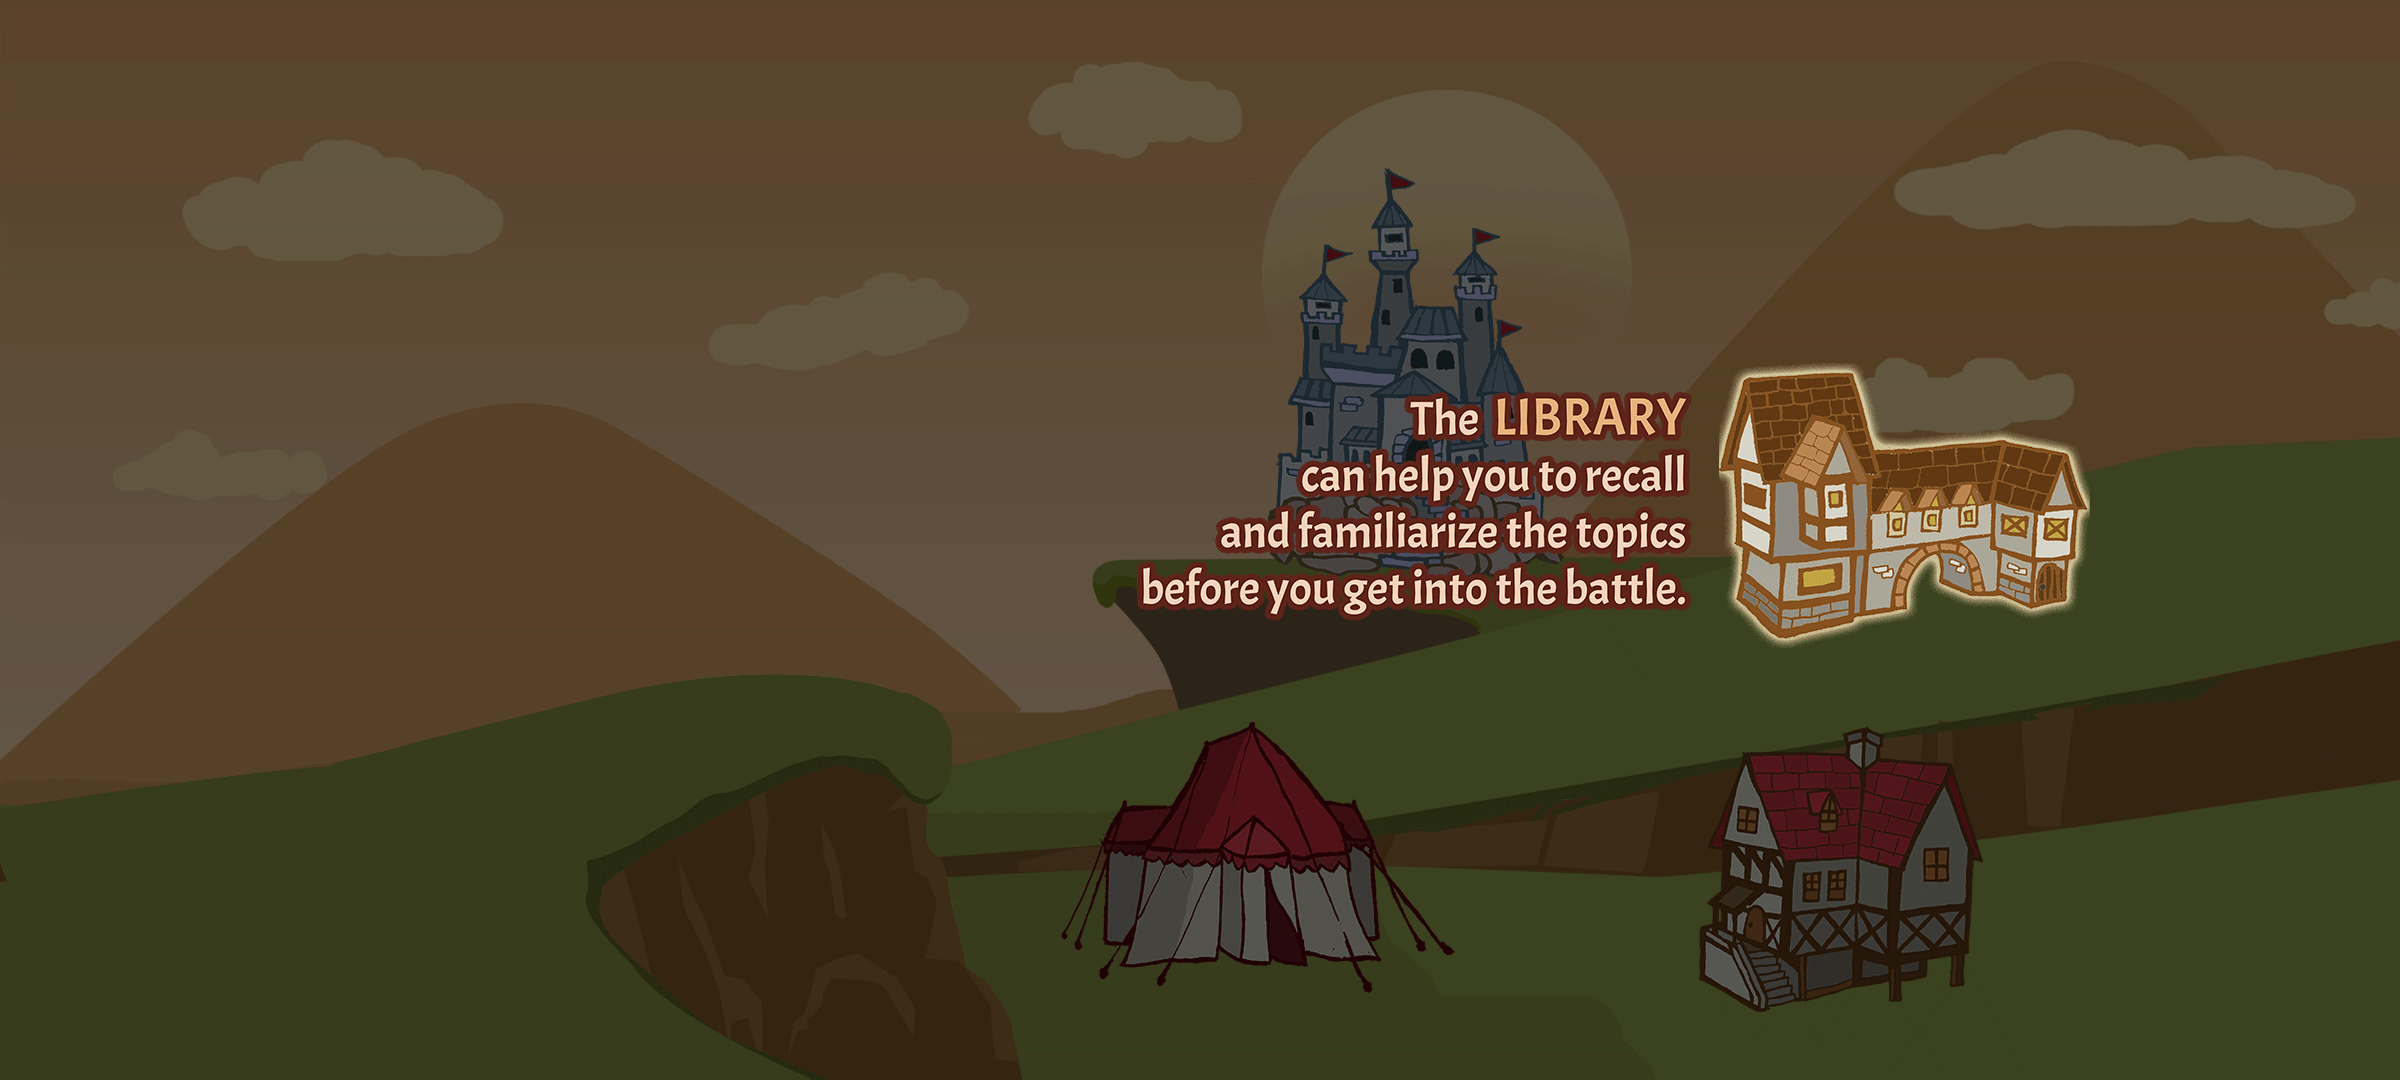 The LIBRARY
can help you to recall
and familiarize the topics
before you get into the battle.